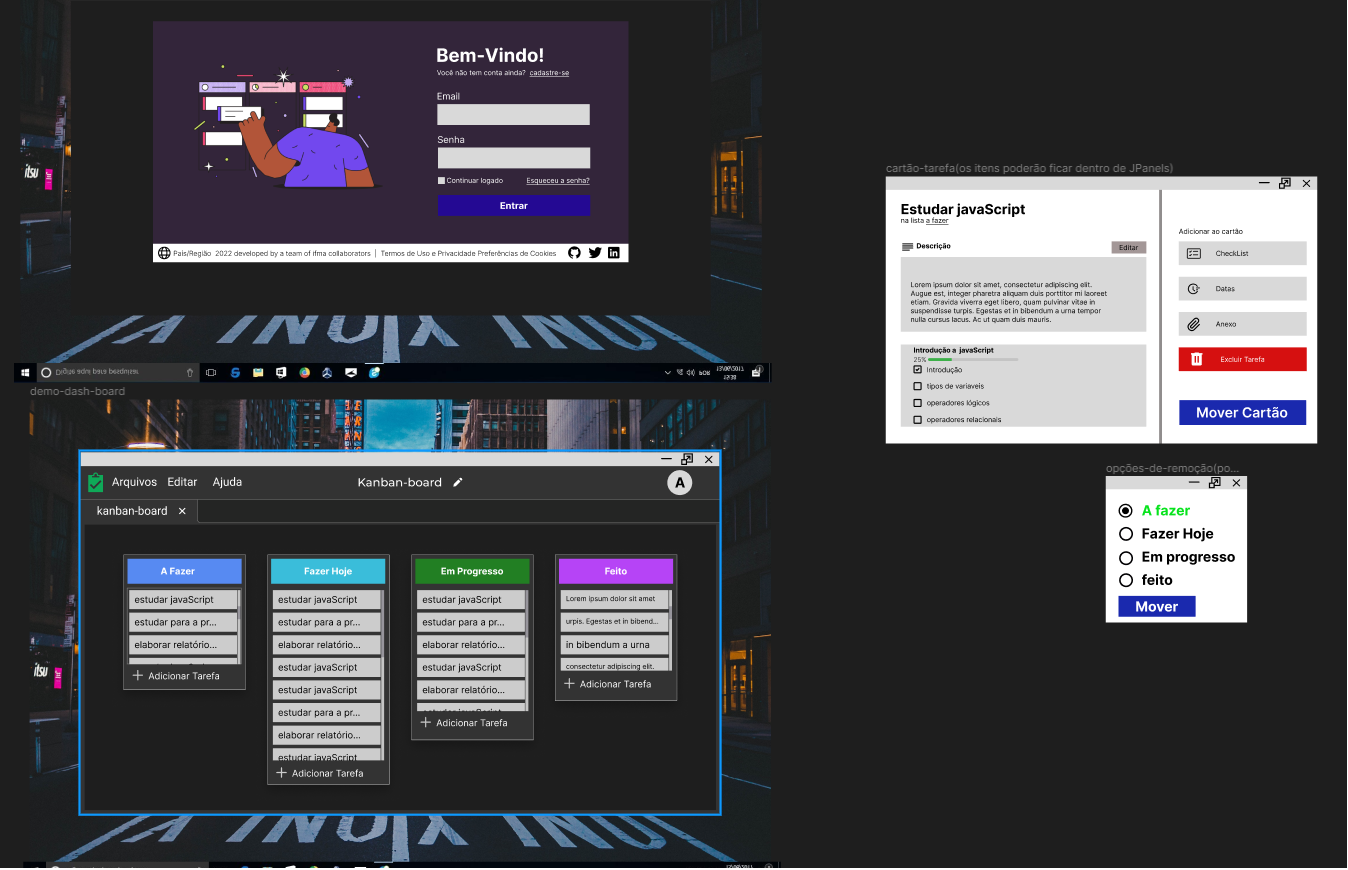 Bem-Vindo!
Você não tem conta ainda? cadastre-se
Email
Senha
Continuar logado Esqueceu a senha?
Entrar
País/Região 2022 developed by a team of ifma collaborators | Termos de Uso e Privacidade Preferências de Cookies
itsu
demo-dash-board
Arquivos Editar Ajuda Kanban-board A
kanban-board
A Fazer
estudar javaScript
estudar para a pr...
elaborar relatório...
Adicionar Tarefa
Fazer Hoje
estudar javaScript
estudar para a pr...
elaborar relatório...
estudar javaScript
estudar javaScript
estudar para a pr...
elaborar relatório...
estudar javaScript
Adicionar Tarefa
Em Progresso
estudar javaScript
estudar para a pr...
elaborar relatório...
estudar javaScript
elaborar relatório...
estudar javaScript
Adicionar Tarefa
Feito
Lorem ipsum dolor sit amet
urpis. Egestas et in bibend...
in bibendum a urna
consectetur adipiscing elit.
Adicionar Tarefa
itsu
cartão-tarefa(os itens poderão ficar dentro de JPanels)
Estudar javaScript
na lista a fazer
Descrição Editar
Lorem ipsum dolor sit amet, consectetur adipiscing elit.
Augue est, integer pharetra aliquam duis porttitor mi laoreet
etiam. Gravida viverra eget libero, quam pulvinar vitae in
suspendisse turpis. Egestas et in bibendum a urna tempor
nulla cursus lacus. Ac ut quam duis mauris.
Introdução a javaScript
25%
Introdução
tipos de variaveis
operadores lógicos
operadores relacionais
Adicionar ao cartão
CheckList
Datas
Anexo
Excluir Tarefa
Mover Cartão
opções-de-remoção(po...
A fazer
Fazer Hoje
Em progresso
feito
Mover